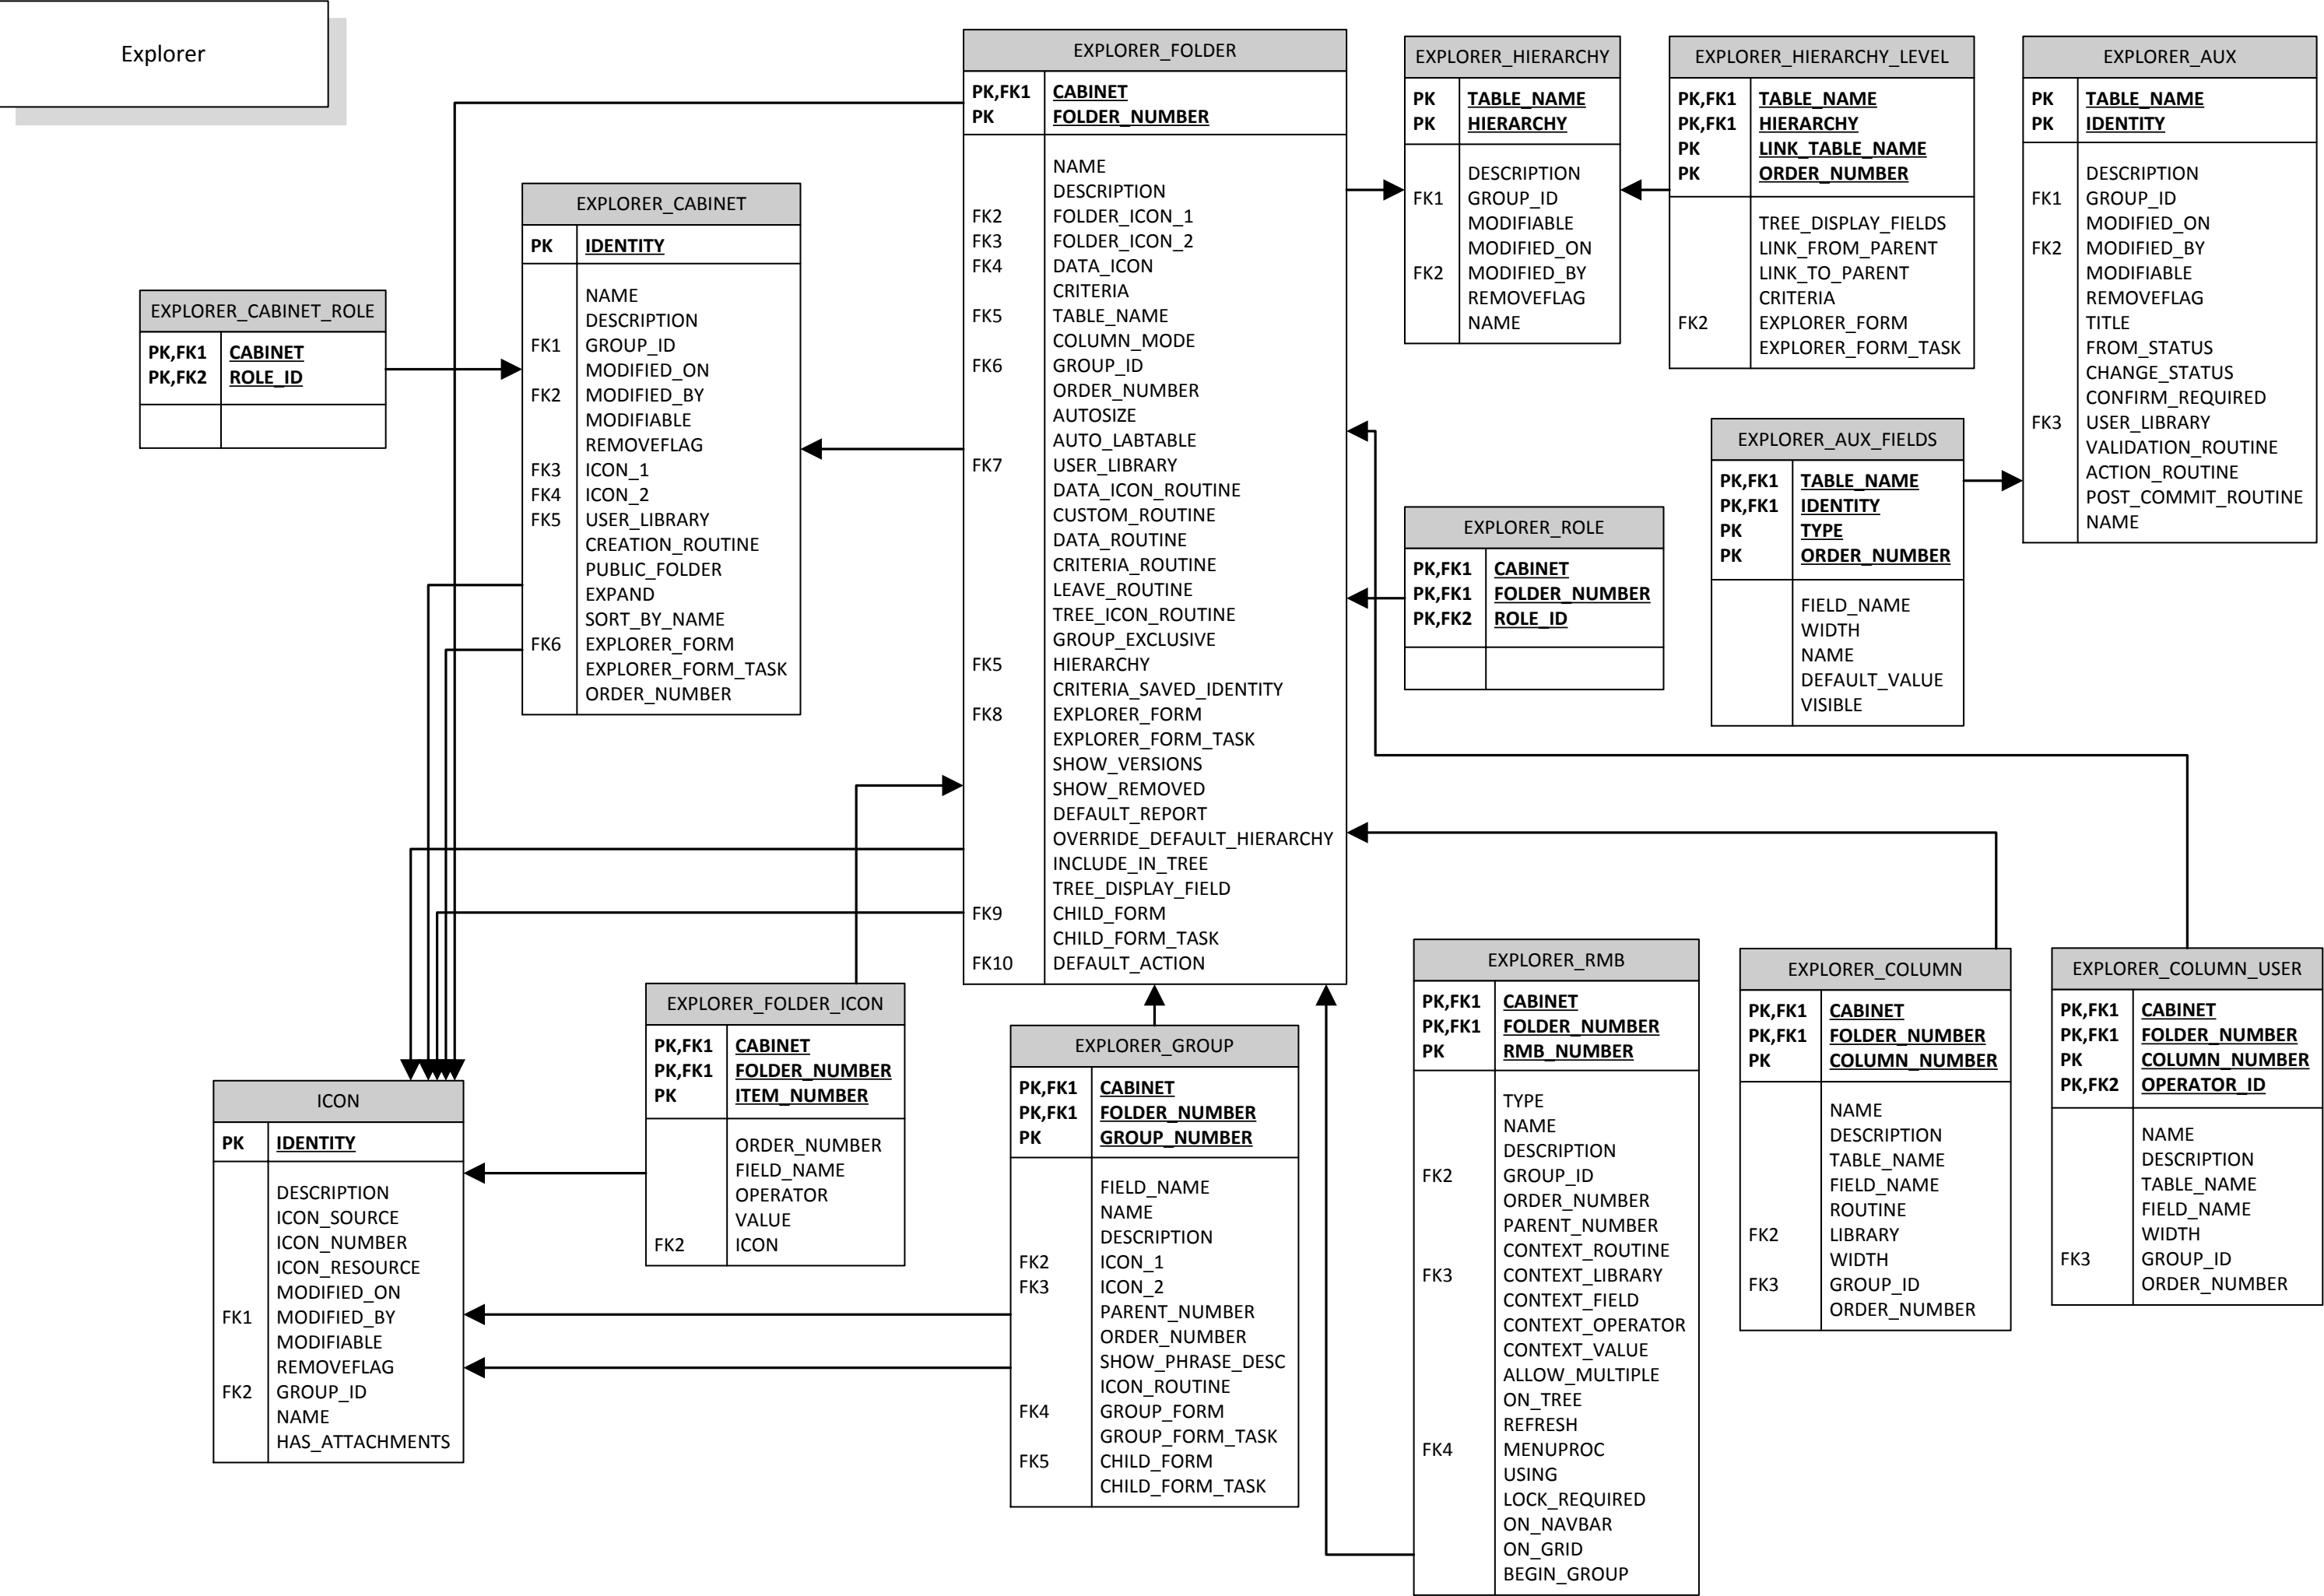 Explorer
EXPLORER_FOLDER
PK,FK1 CABINET
PK FOLDER_NUMBER
NAME
DESCRIPTION
FK2 FOLDER_ICON_1
FK3 FOLDER_ICON_2
FK4 DATA_ICON
CRITERIA
FK5 TABLE_NAME
COLUMN_MODE
FK6 GROUP_ID
ORDER_NUMBER
AUTOSIZE
AUTO_LABTABLE
FK7 USER_LIBRARY
DATA_ICON_ROUTINE
CUSTOM_ROUTINE
DATA_ROUTINE
CRITERIA_ROUTINE
LEAVE_ROUTINE
TREE_ICON_ROUTINE
GROUP_EXCLUSIVE
FK5 HIERARCHY
CRITERIA_SAVED_IDENTITY
FK8 EXPLORER_FORM
EXPLORER_FORM_TASK
SHOW_VERSIONS
SHOW_REMOVED
DEFAULT_REPORT
OVERRIDE_DEFAULT_HIERARCHY
INCLUDE_IN_TREE
TREE_DISPLAY_FIELD
FK9 CHILD_FORM
CHILD_FORM_TASK
FK10 DEFAULT_ACTION
EXPLORER_HIERARCHY
PK TABLE_NAME
PK HIERARCHY
DESCRIPTION
FK1 GROUP_ID
MODIFIABLE
MODIFIED_ON
FK2 MODIFIED_BY
REMOVEFLAG
NAME
EXPLORER_HIERARCHY_LEVEL
PK,FK1 TABLE_NAME
PK,FK1 HIERARCHY
PK LINK_TABLE_NAME
PK ORDER_NUMBER
TREE_DISPLAY_FIELDS
LINK_FROM_PARENT
LINK_TO_PARENT
CRITERIA
FK2 EXPLORER_FORM
EXPLORER_FORM_TASK
EXPLORER_AUX
PK TABLE_NAME
PK IDENTITY
DESCRIPTION
FK1 GROUP_ID
MODIFIED_ON
FK2 MODIFIED_BY
MODIFIABLE
REMOVEFLAG
TITLE
FROM_STATUS
CHANGE_STATUS
CONFIRM_REQUIRED
FK3 USER_LIBRARY
VALIDATION_ROUTINE
ACTION_ROUTINE
POST_COMMIT_ROUTINE
NAME
EXPLORER_CABINET
PK IDENTITY
NAME
DESCRIPTION
FK1 GROUP_ID
MODIFIED_ON
FK2 MODIFIED_BY
MODIFIABLE
REMOVEFLAG
FK3 ICON_1
FK4 ICON_2
FK5 USER_LIBRARY
CREATION_ROUTINE
PUBLIC_FOLDER
EXPAND
SORT_BY_NAME
FK6 EXPLORER_FORM
EXPLORER_FORM_TASK
ORDER_NUMBER
EXPLORER_CABINET_ROLE
PK,FK1 CABINET
PK,FK2 ROLE_ID
EXPLORER_AUX_FIELDS
PK,FK1 TABLE_NAME
PK,FK1 IDENTITY
PK TYPE
PK ORDER_NUMBER
FIELD_NAME
WIDTH
NAME
DEFAULT_VALUE
VISIBLE
EXPLORER_ROLE
PK,FK1 CABINET
PK,FK1 FOLDER_NUMBER
PK,FK2 ROLE_ID
EXPLORER_FOLDER_ICON
PK,FK1 CABINET
PK,FK1 FOLDER_NUMBER
PK ITEM_NUMBER
ORDER_NUMBER
FIELD_NAME
OPERATOR
VALUE
FK2 ICON
ICON
PK IDENTITY
DESCRIPTION
ICON_SOURCE
ICON_NUMBER
ICON_RESOURCE
MODIFIED_ON
FK1 MODIFIED_BY
MODIFIABLE
REMOVEFLAG
FK2 GROUP_ID
NAME
HAS_ATTACHMENTS
EXPLORER_GROUP
PK,FK1 CABINET
PK,FK1 FOLDER_NUMBER
PK GROUP_NUMBER
FIELD_NAME
NAME
DESCRIPTION
FK2 ICON_1
FK3 ICON_2
PARENT_NUMBER
ORDER_NUMBER
SHOW_PHRASE_DESC
ICON_ROUTINE
FK4 GROUP_FORM
GROUP_FORM_TASK
FK5 CHILD_FORM
CHILD_FORM_TASK
EXPLORER_RMB
PK,FK1 CABINET
PK,FK1 FOLDER_NUMBER
PK RMB_NUMBER
TYPE
NAME
DESCRIPTION
FK2 GROUP_ID
ORDER_NUMBER
PARENT_NUMBER
CONTEXT_ROUTINE
FK3 CONTEXT_LIBRARY
CONTEXT_FIELD
CONTEXT_OPERATOR
CONTEXT_VALUE
ALLOW_MULTIPLE
ON_TREE
REFRESH
FK4 MENUPROC
USING
LOCK_REQUIRED
ON_NAVBAR
ON_GRID
BEGIN_GROUP
EXPLORER_COLUMN
PK,FK1 CABINET
PK,FK1 FOLDER_NUMBER
PK COLUMN_NUMBER
NAME
DESCRIPTION
TABLE_NAME
FIELD_NAME
ROUTINE
FK2 LIBRARY
WIDTH
FK3 GROUP_ID
ORDER_NUMBER
EXPLORER_COLUMN_USER
PK,FK1 CABINET
PK,FK1 FOLDER_NUMBER
PK COLUMN_NUMBER
PK,FK2 OPERATOR_ID
NAME
DESCRIPTION
TABLE_NAME
FIELD_NAME
WIDTH
FK3 GROUP_ID
ORDER_NUMBER